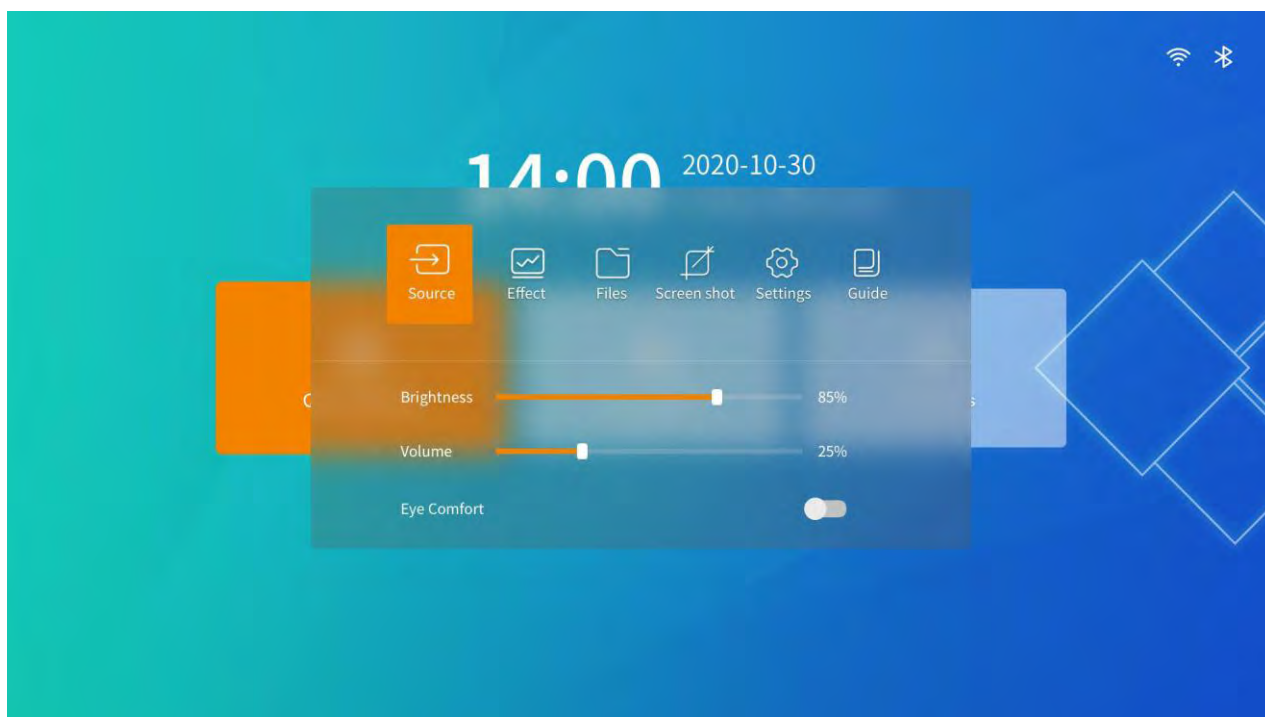 14:00 2020-10-30
Source Effect Files Screen shot Settings Guide
Brightness 85%
Volume 25%
Eye Comfort